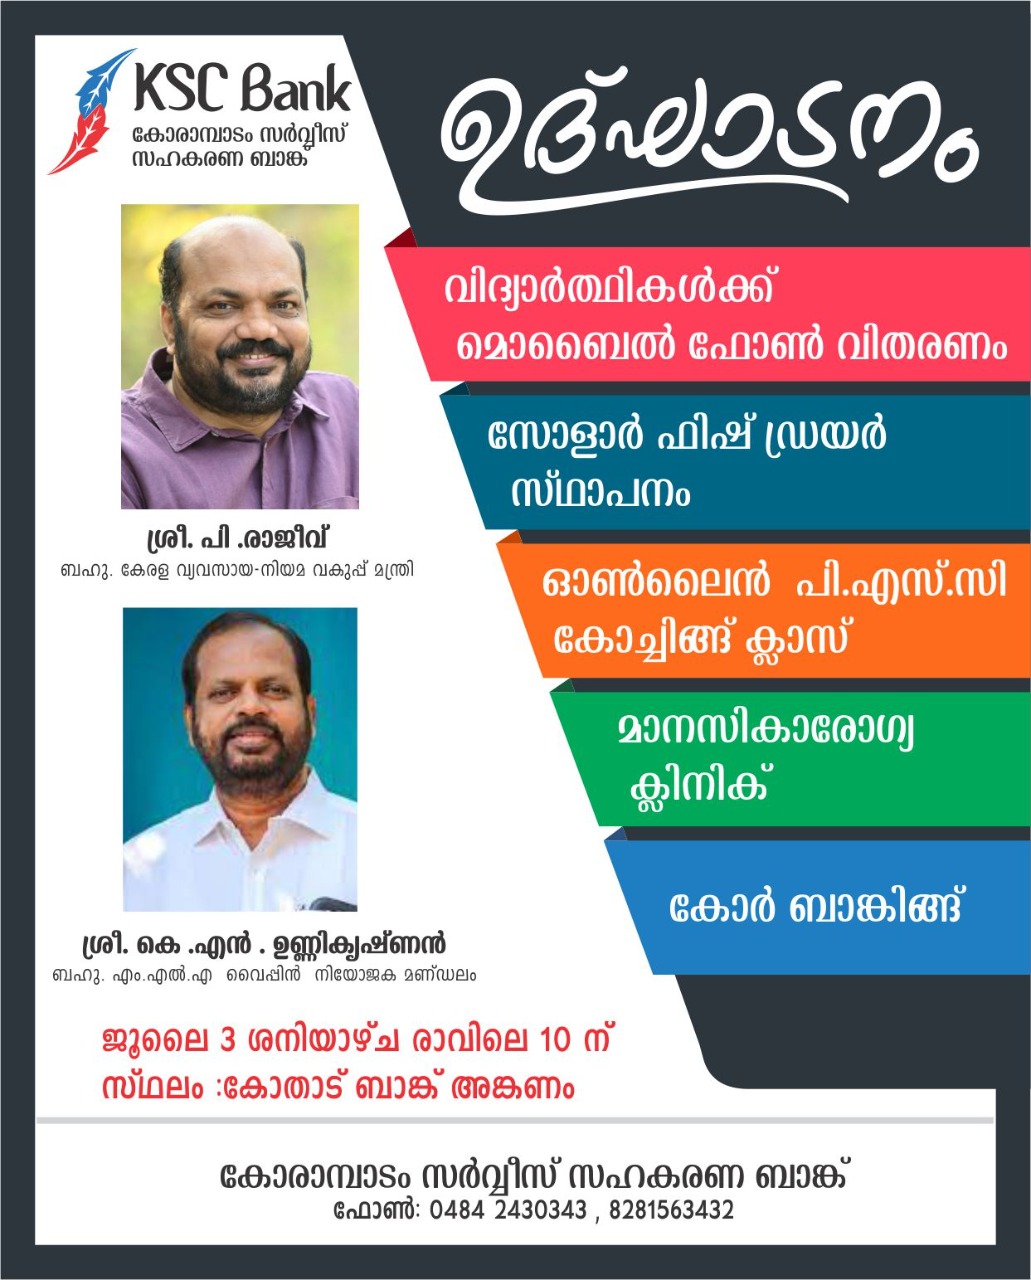 KSC Bank
കോരാമ്പാടം സർവ്വീസ്
സഹകരണ ബാങ്ക്
ഉദ്ഘാടനം
വിദ്യാർത്ഥികൾക്ക്
മൊബൈൽ ഫോൺ വിതരണം
സോളാർ ഫിഷ് ഡ്രയർ
സ്ഥാപനം
ഓൺലൈൻ പി.എസ്.സി
കോച്ചിങ്ങ് ക്ലാസ്
മാനസികാരോഗ്യ
ക്ലിനിക്
കോർ ബാങ്കിങ്ങ്
ശ്രീ. പി .രാജീവ്
ബഹു. കേരള വ്യവസായ-നിയമ വകുപ്പ് മന്ത്രി
ശ്രീ. കെ .എൻ . ഉണ്ണികൃഷ്ണൻ
ബഹു. എം.എൽ.എ വൈപ്പിൻ നിയോജക മണ്ഡലം
ജൂലൈ 3 ശനിയാഴ്ച രാവിലെ 10 ന്
സ്ഥലം :കോതാട് ബാങ്ക് അങ്കണം
കോരാമ്പാടം സർവ്വീസ് സഹകരണ ബാങ്ക്
ഫോൺ: 0484 2430343 , 8281563432